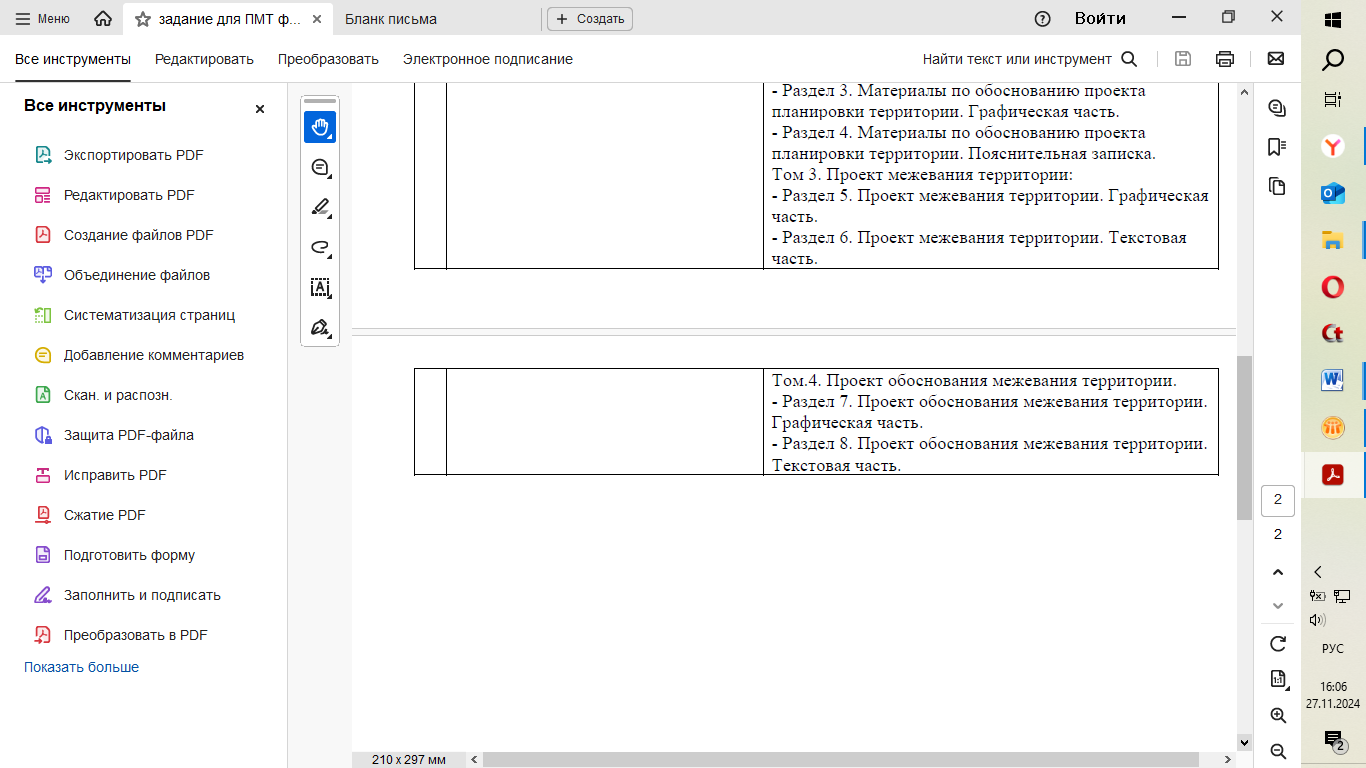 Меню
задание для ПМТ ф...
Бланк письма
Создать
Войти
Все инструменты
Редактировать
Преобразовать
Электронное подписание
Найти текст или инструмент
Все инструменты
Экспортировать PDF
Редактировать PDF
Создание файлов PDF
Объединение файлов
Систематизация страниц
Добавление комментариев
Скан. и распозн.
Защита PDF-файла
Исправить PDF
Сжатие PDF
Подготовить форму
Заполнить и подписать
Преобразовать в PDF
Показать больше
- Раздел 3. Материалы по обоснованию проекта
планировки территории. Графическая часть.
- Раздел 4. Материалы по обоснованию проекта
планировки территории. Пояснительная записка.
Том 3. Проект межевания территории:
- Раздел 5. Проект межевания территории. Графическая
часть.
- Раздел 6. Проект межевания территории. Текстовая
часть.
Том.4. Проект обоснования межевания территории.
- Раздел 7. Проект обоснования межевания территории.
Графическая часть.
- Раздел 8. Проект обоснования межевания территории.
Текстовая часть.
210 x 297 мм
2
2
1:1
РУС
16:06
27.11.2024
2